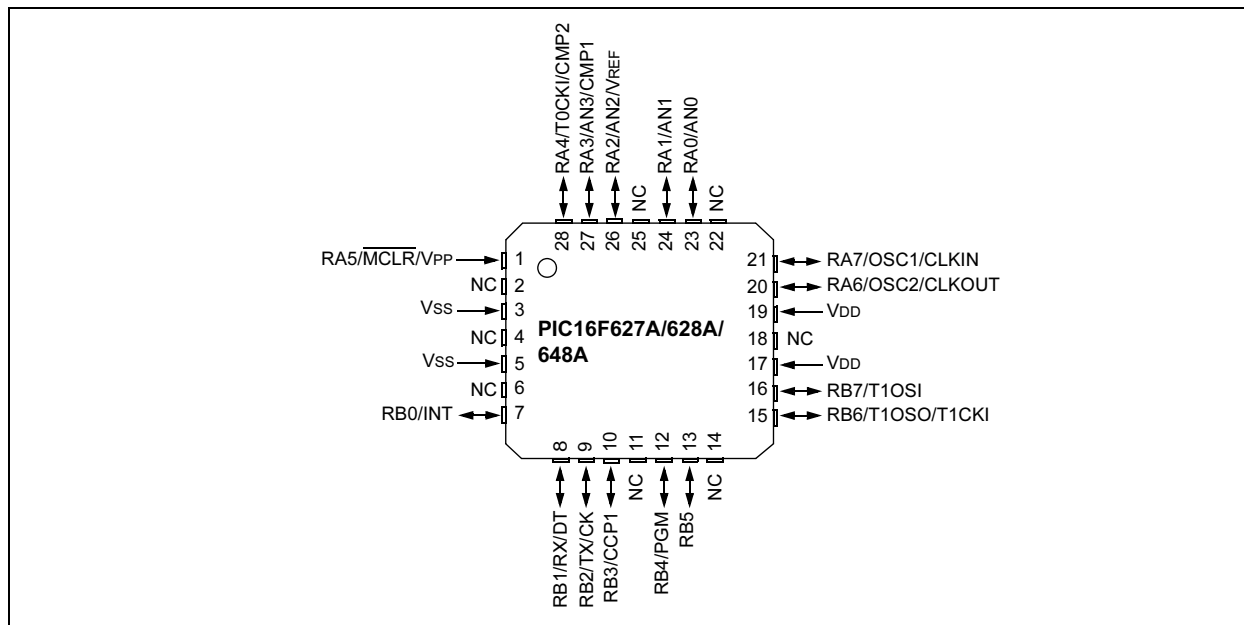 RA4/T0CKI/CMP2
RA3/AN3/CMP1
RA2/AN2/VREF
NC
RA1/AN1
RA0/AN0
NC
28
27
26
25
24
23
22
RA5/MCLR/VPP
1
NC
2
VSS
3
NC
4
VSS
5
NC
6
RB0/INT
7
PIC16F627A/628A/
648A
21
RA7/OSC1/CLKIN
20
RA6/OSC2/CLKOUT
19
VDD
18
NC
17
VDD
16
RB7/T1OSI
15
RB6/T1OSO/T1CKI
8
9
10
11
12
13
14
RB1/RX/DT
RB2/TX/CK
RB3/CCP1
NC
RB4/PGM
RB5
NC